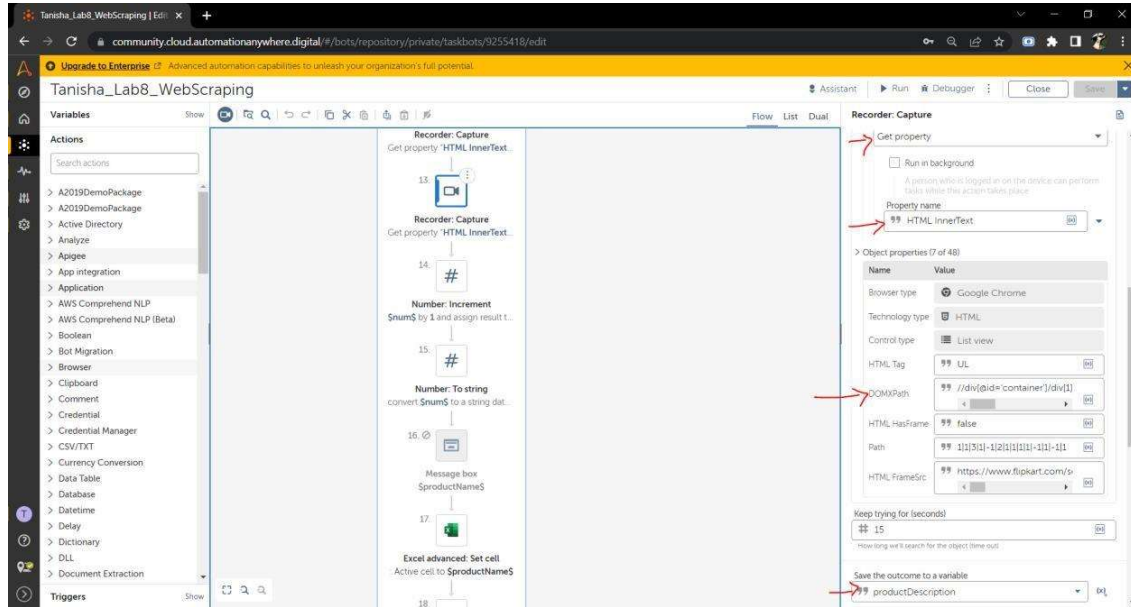 Tanisha_Lab8_WebScraping | Edi
community.cloud.automationanywhere.digital/#/bots/repository/private/taskbots/9255418/edit
Upgrade to Enterprise Advanced automation capabilities to unleash your organization's full potential.
Tanisha_Lab8_WebScraping
Assistant
Run
Debugger
Close
Save
Variables
Show
Flow List Dual
Actions
Search actions
A2019DemoPackage
A2019DemoPackage
Active Directory
Analyze
Apigee
App integration
Application
AWS Comprehend NLP
AWS Comprehend NLP (Beta)
Boolean
Bot Migration
Browser
Clipboard
Comment
Credential
Credential Manager
CSV/TXT
Currency Conversion
Data Table
Database
Datetime
Delay
Dictionary
DLL
Document Extraction
Triggers
Show
T
Recorder: Capture
Get property "HTML InnerText...
13.
Recorder: Capture
Get property "HTML InnerText...
14.
#
Number: Increment
$num$ by 1 and assign result t...
15.
#
Number: To string
convert $num$ to a string dat...
16.
Message box
$productName$
17.
Excel advanced: Set cell
Active cell to $productName$
18.
Recorder: Capture
Get property
Run in background
A person who is logged in on this device can perform
tasks while this action takes place
Property name
HTML InnerText
Object properties (7 of 48)
Name Value
Browser type Google Chrome
Technology type HTML
Control type List view
HTML Tag UL
DOMXPath //div[@id='container']/div[1]
HTML HasFrame false
Path 1|1|3|1|-1|2|1|1|1|1|-1|1|-1|1
HTML FrameSrc https://www.flipkart.com/s
Keep trying for (seconds)
# 15
How long we'll search for the object (time out)
Save the outcome to a variable
productDescription